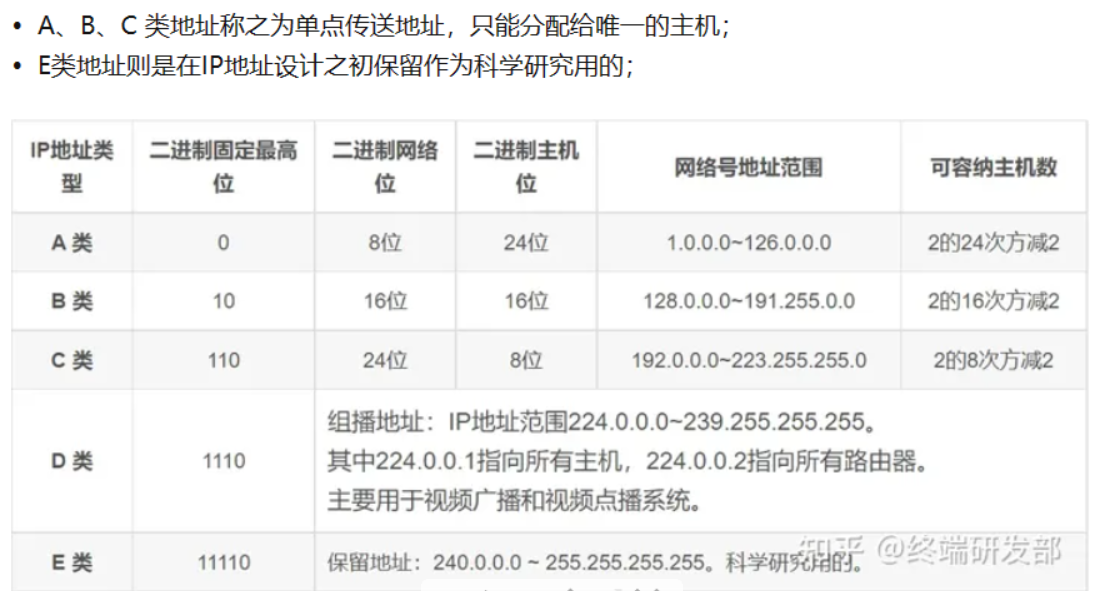 • A、B、C 类地址称之为单点传送地址，只能分配给唯一的主机；
• E类地址则是在IP地址设计之初保留作为科学研究用的；
IP地址类型 二进制固定最高位 二进制网络位 二进制主机位 网络号地址范围 可容纳主机数
A 类 0 8位 24位 1.0.0.0~126.0.0.0 2的24次方减2
B 类 10 16位 16位 128.0.0.0~191.255.0.0 2的16次方减2
C 类 110 24位 8位 192.0.0.0~223.255.255.0 2的8次方减2
D 类 1110 组播地址：IP地址范围224.0.0.0~239.255.255.255。
其中224.0.0.1指向所有主机，224.0.0.2指向所有路由器。
主要用于视频广播和视频点播系统。
E 类 11110 保留地址：240.0.0.0 ~ 255.255.255.255。科学研究用的。
知乎 @终端研发部